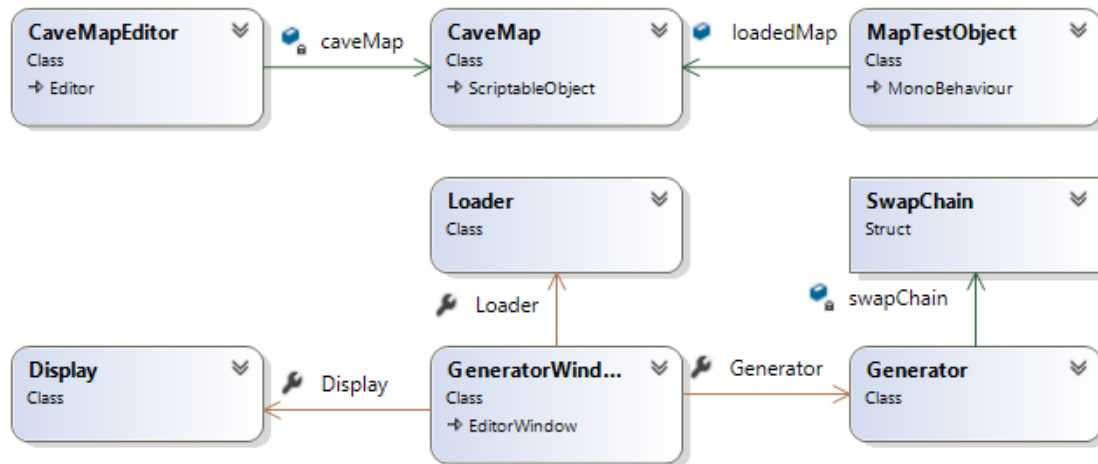 CaveMapEditor
Class
Editor
caveMap
CaveMap
Class
ScriptableObject
loadedMap
MapTestObject
Class
MonoBehaviour
Loader
Class
SwapChain
Struct
Loader
swapChain
Display
Class
Display
GeneratorWind...
Class
EditorWindow
Generator
Generator
Class